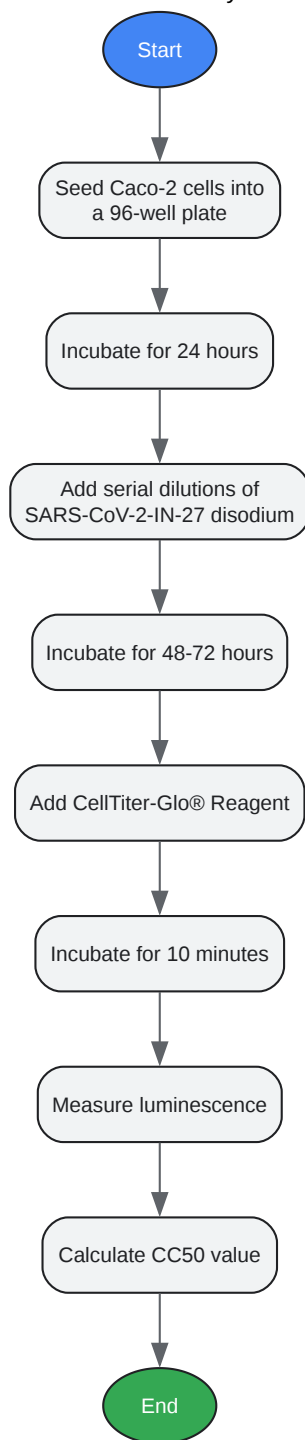 Start
Seed Caco-2 cells into
a 96-well plate
Incubate for 24 hours
Add serial dilutions of
SARS-CoV-2-IN-27 disodium
Incubate for 48-72 hours
Add CellTiter-Glo® Reagent
Incubate for 10 minutes
Measure luminescence
Calculate CC50 value
End